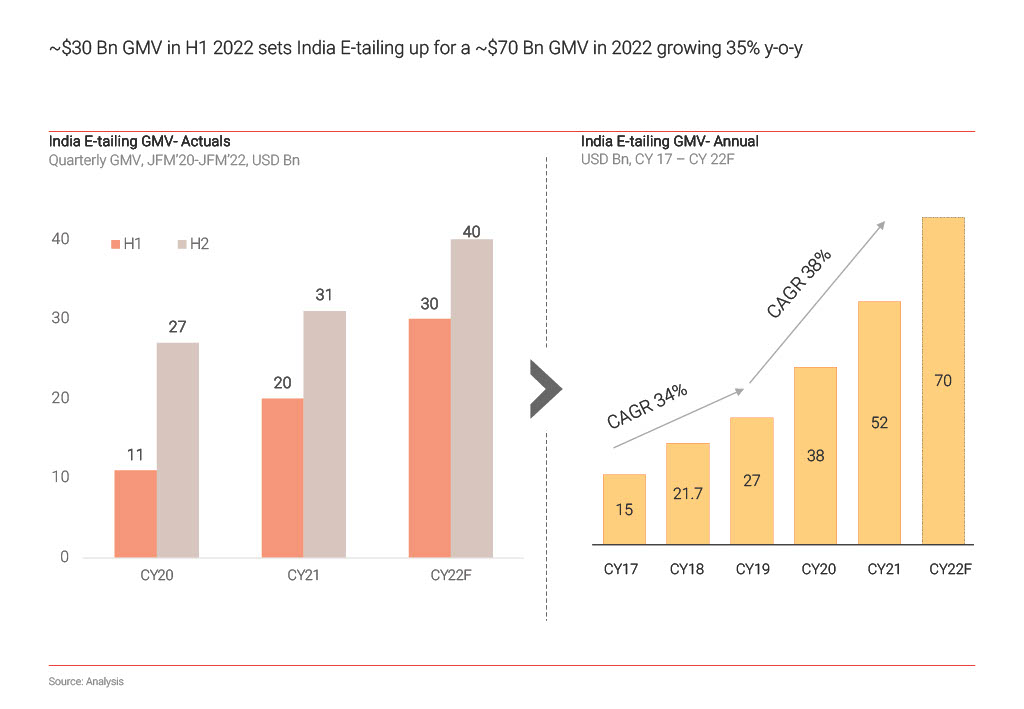 ~$30 Bn GMV in H1 2022 sets India E-tailing up for a ~$70 Bn GMV in 2022 growing 35% y-o-y
India E-tailing GMV- Actuals
Quarterly GMV, JFM'20-JFM'22, USD Bn
H1
H2
40
30
20
10
0
11
27
20
31
30
40
CY20
CY21
CY22F
India E-tailing GMV- Annual
USD Bn, CY 17 – CY 22F
CAGR 34%
CAGR 38%
15
21.7
27
38
52
70
CY17
CY18
CY19
CY20
CY21
CY22F
Source: Analysis